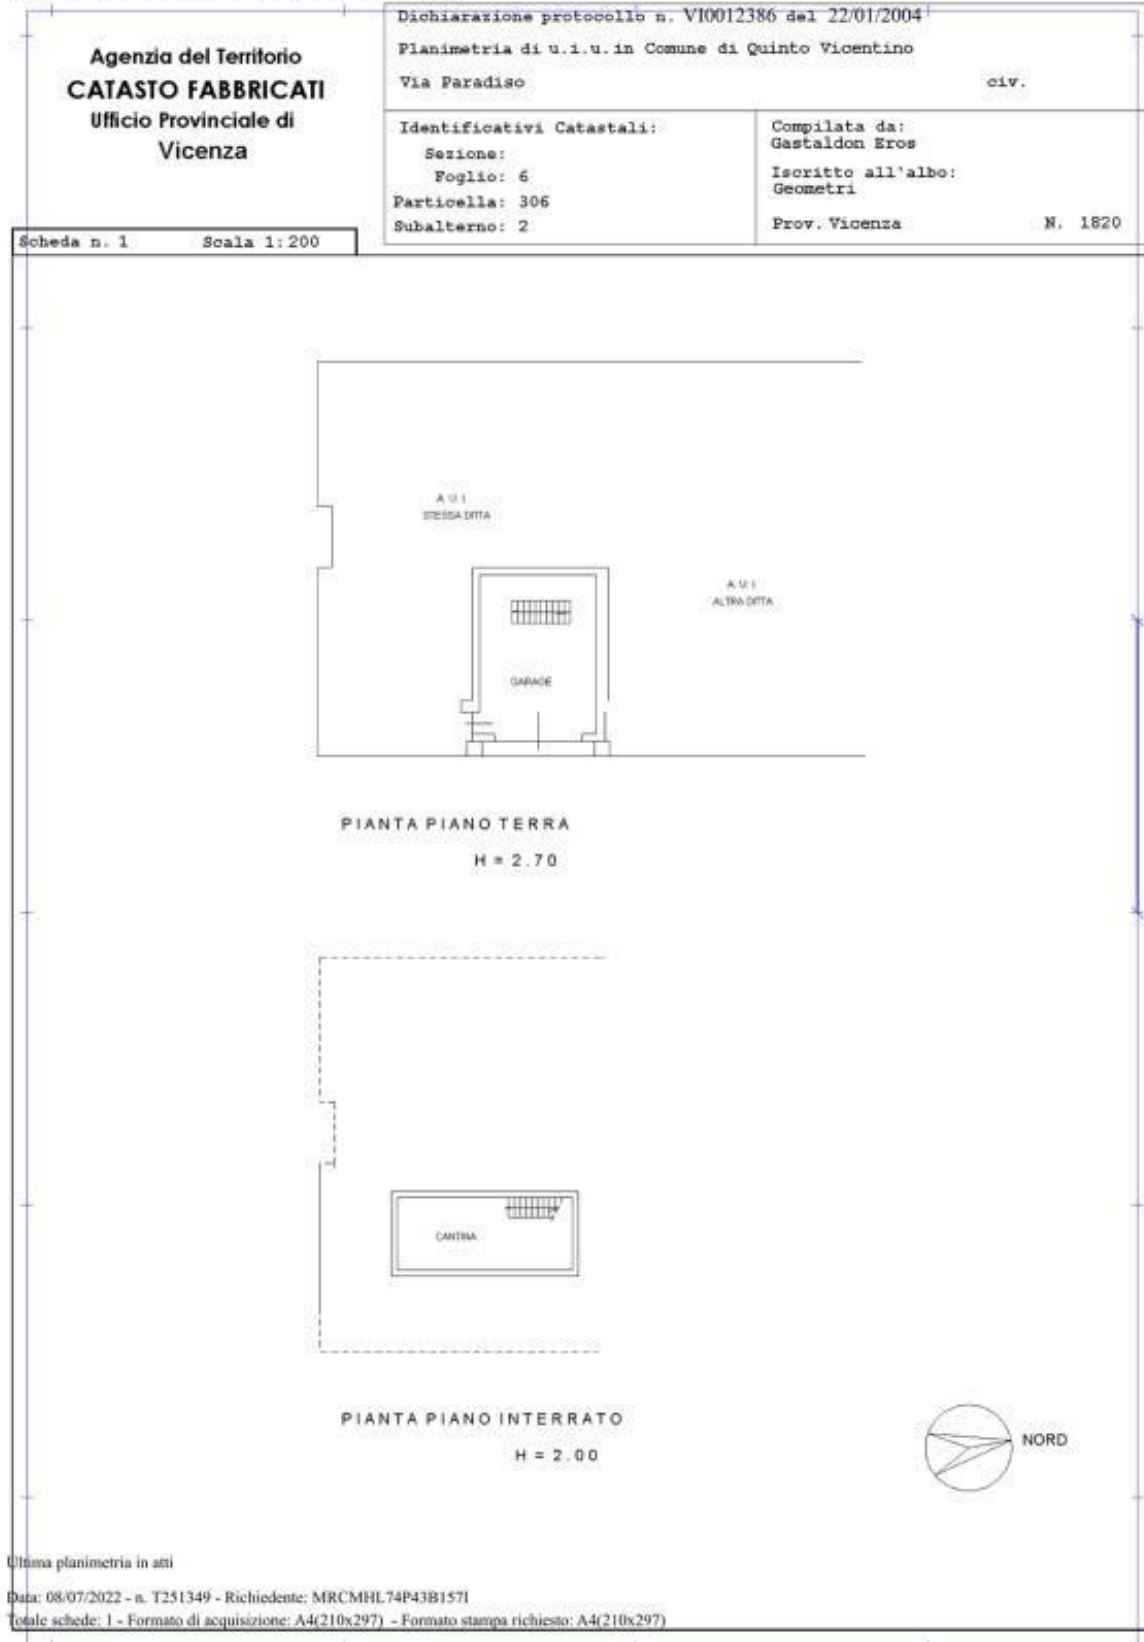 Agenzia del Territorio
CATASTO FABBRICATI
Ufficio Provinciale di
Vicenza
Dichiarazione protocollo n. VI0012386 del 22/01/2004
Planimetria di u.i.u. in Comune di Quinto Vicentino
Via Paradiso civ.
Identificativi Catastali:
Sezione:
Foglio: 6
Particella: 306
Subalterno: 2
Compilata da:
Gastaldon Eros
Iscritto all'albo:
Geometri
Prov. Vicenza N. 1820
Scheda n. 1 Scala 1:200
A.U.I
STESSA DITTA
A.U.I
ALTRA DITTA
GARAGE
PIANTA PIANO TERRA
H = 2.70
CANTINA
PIANTA PIANO INTERRATO
H = 2.00
NORD
Ultima planimetria in atti
Data: 08/07/2022 - n. T251349 - Richiedente: MRCMHL74P43B157I
Totale schede: 1 - Formato di acquisizione: A4(210x297) - Formato stampa richiesto: A4(210x297)